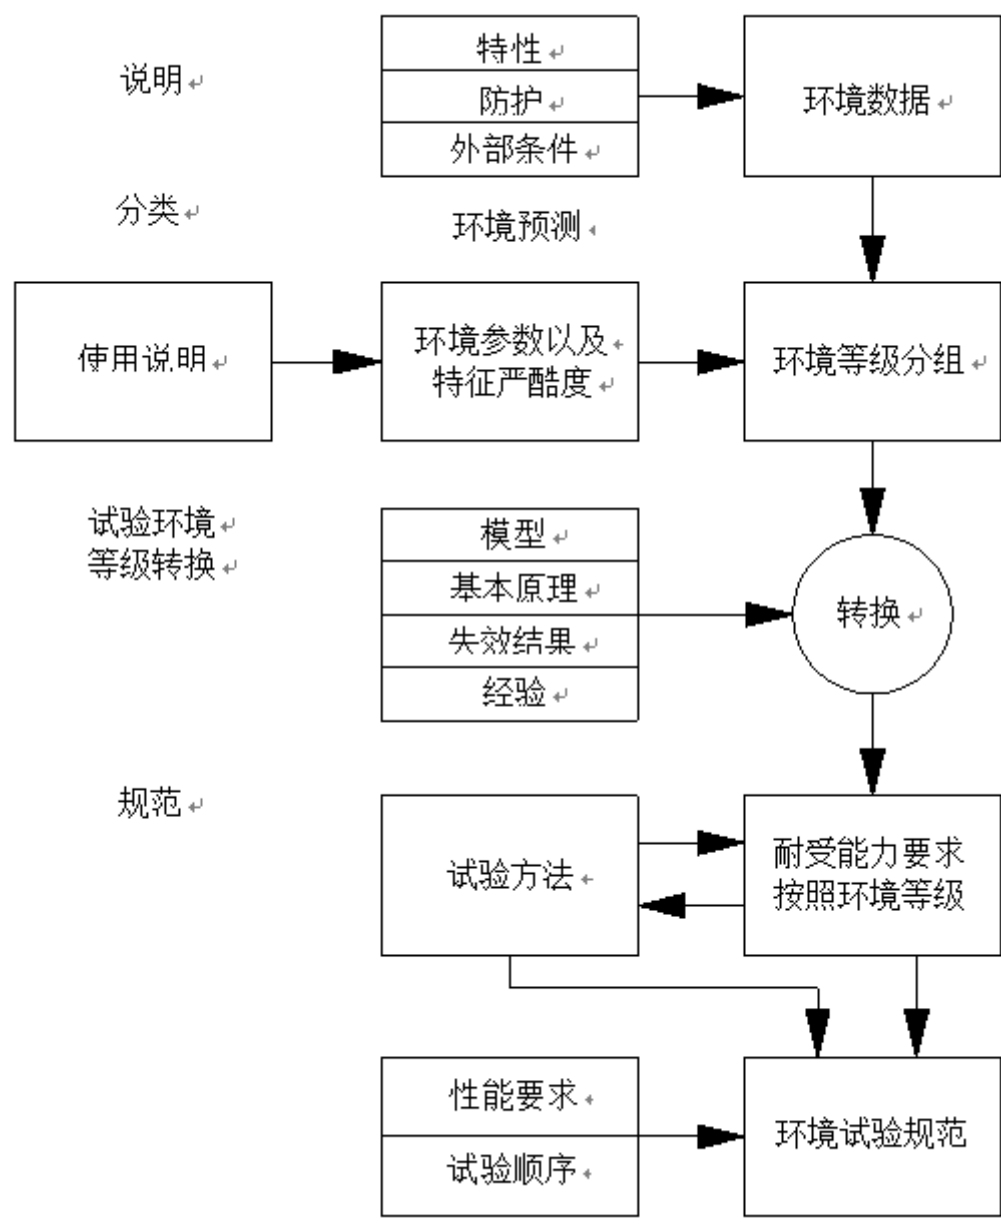 说明
特性
防护
外部条件
环境数据
分类
环境预测
使用说明
环境参数以及
特征严酷度
环境等级分组
试验环境
等级转换
模型
基本原理
失效结果
经验
转换
规范
试验方法
耐受能力要求
按照环境等级
性能要求
试验顺序
环境试验规范